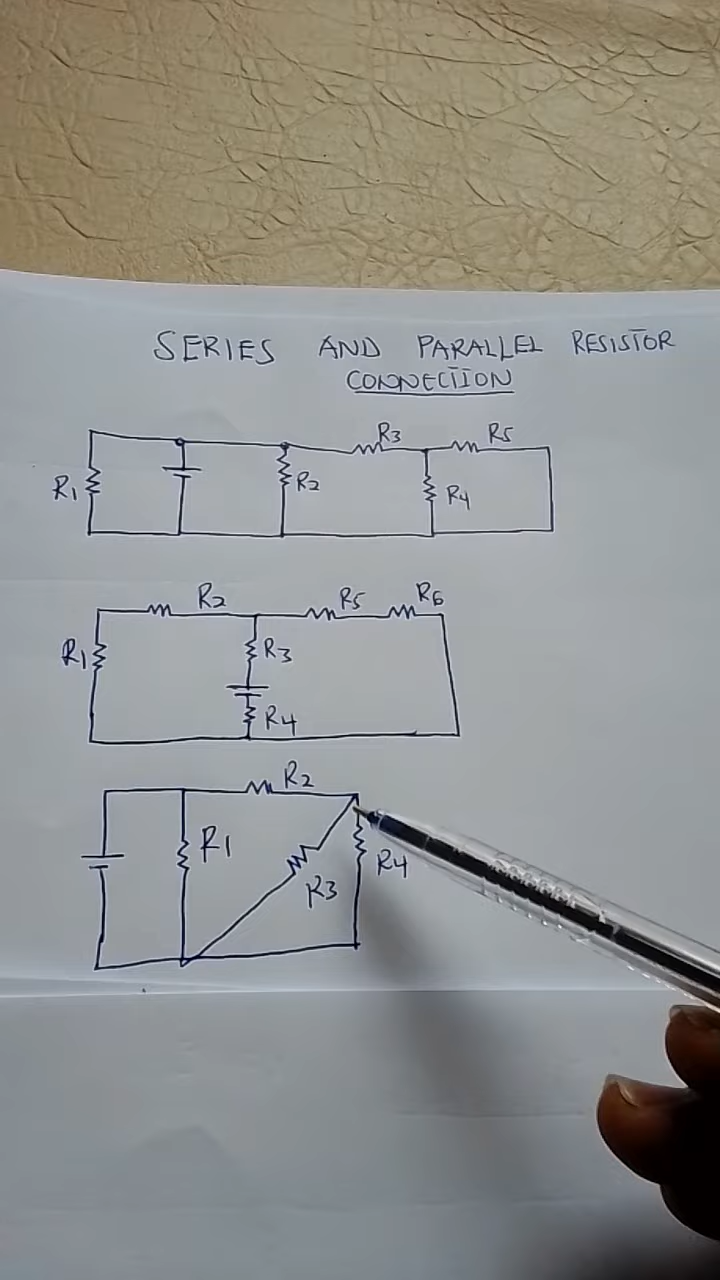 SERIES AND PARALLEL RESISTOR
CONNECTION
R3 R5
R1 R2 R4
R2 R5 R6
R1 R3
R4
R2
R1 R3 R4